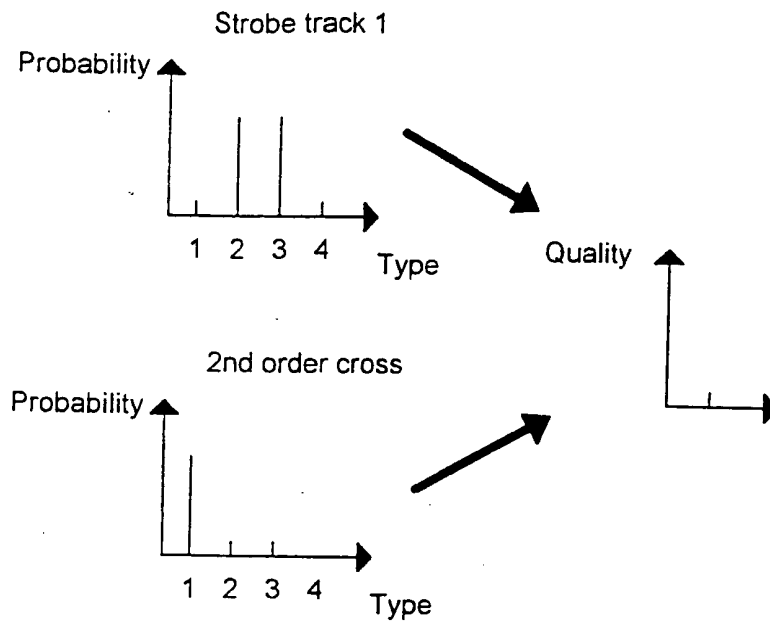 Strobe track 1
Probability
1 2 3 4
Type
Quality
2nd order cross
Probability
1 2 3 4
Type